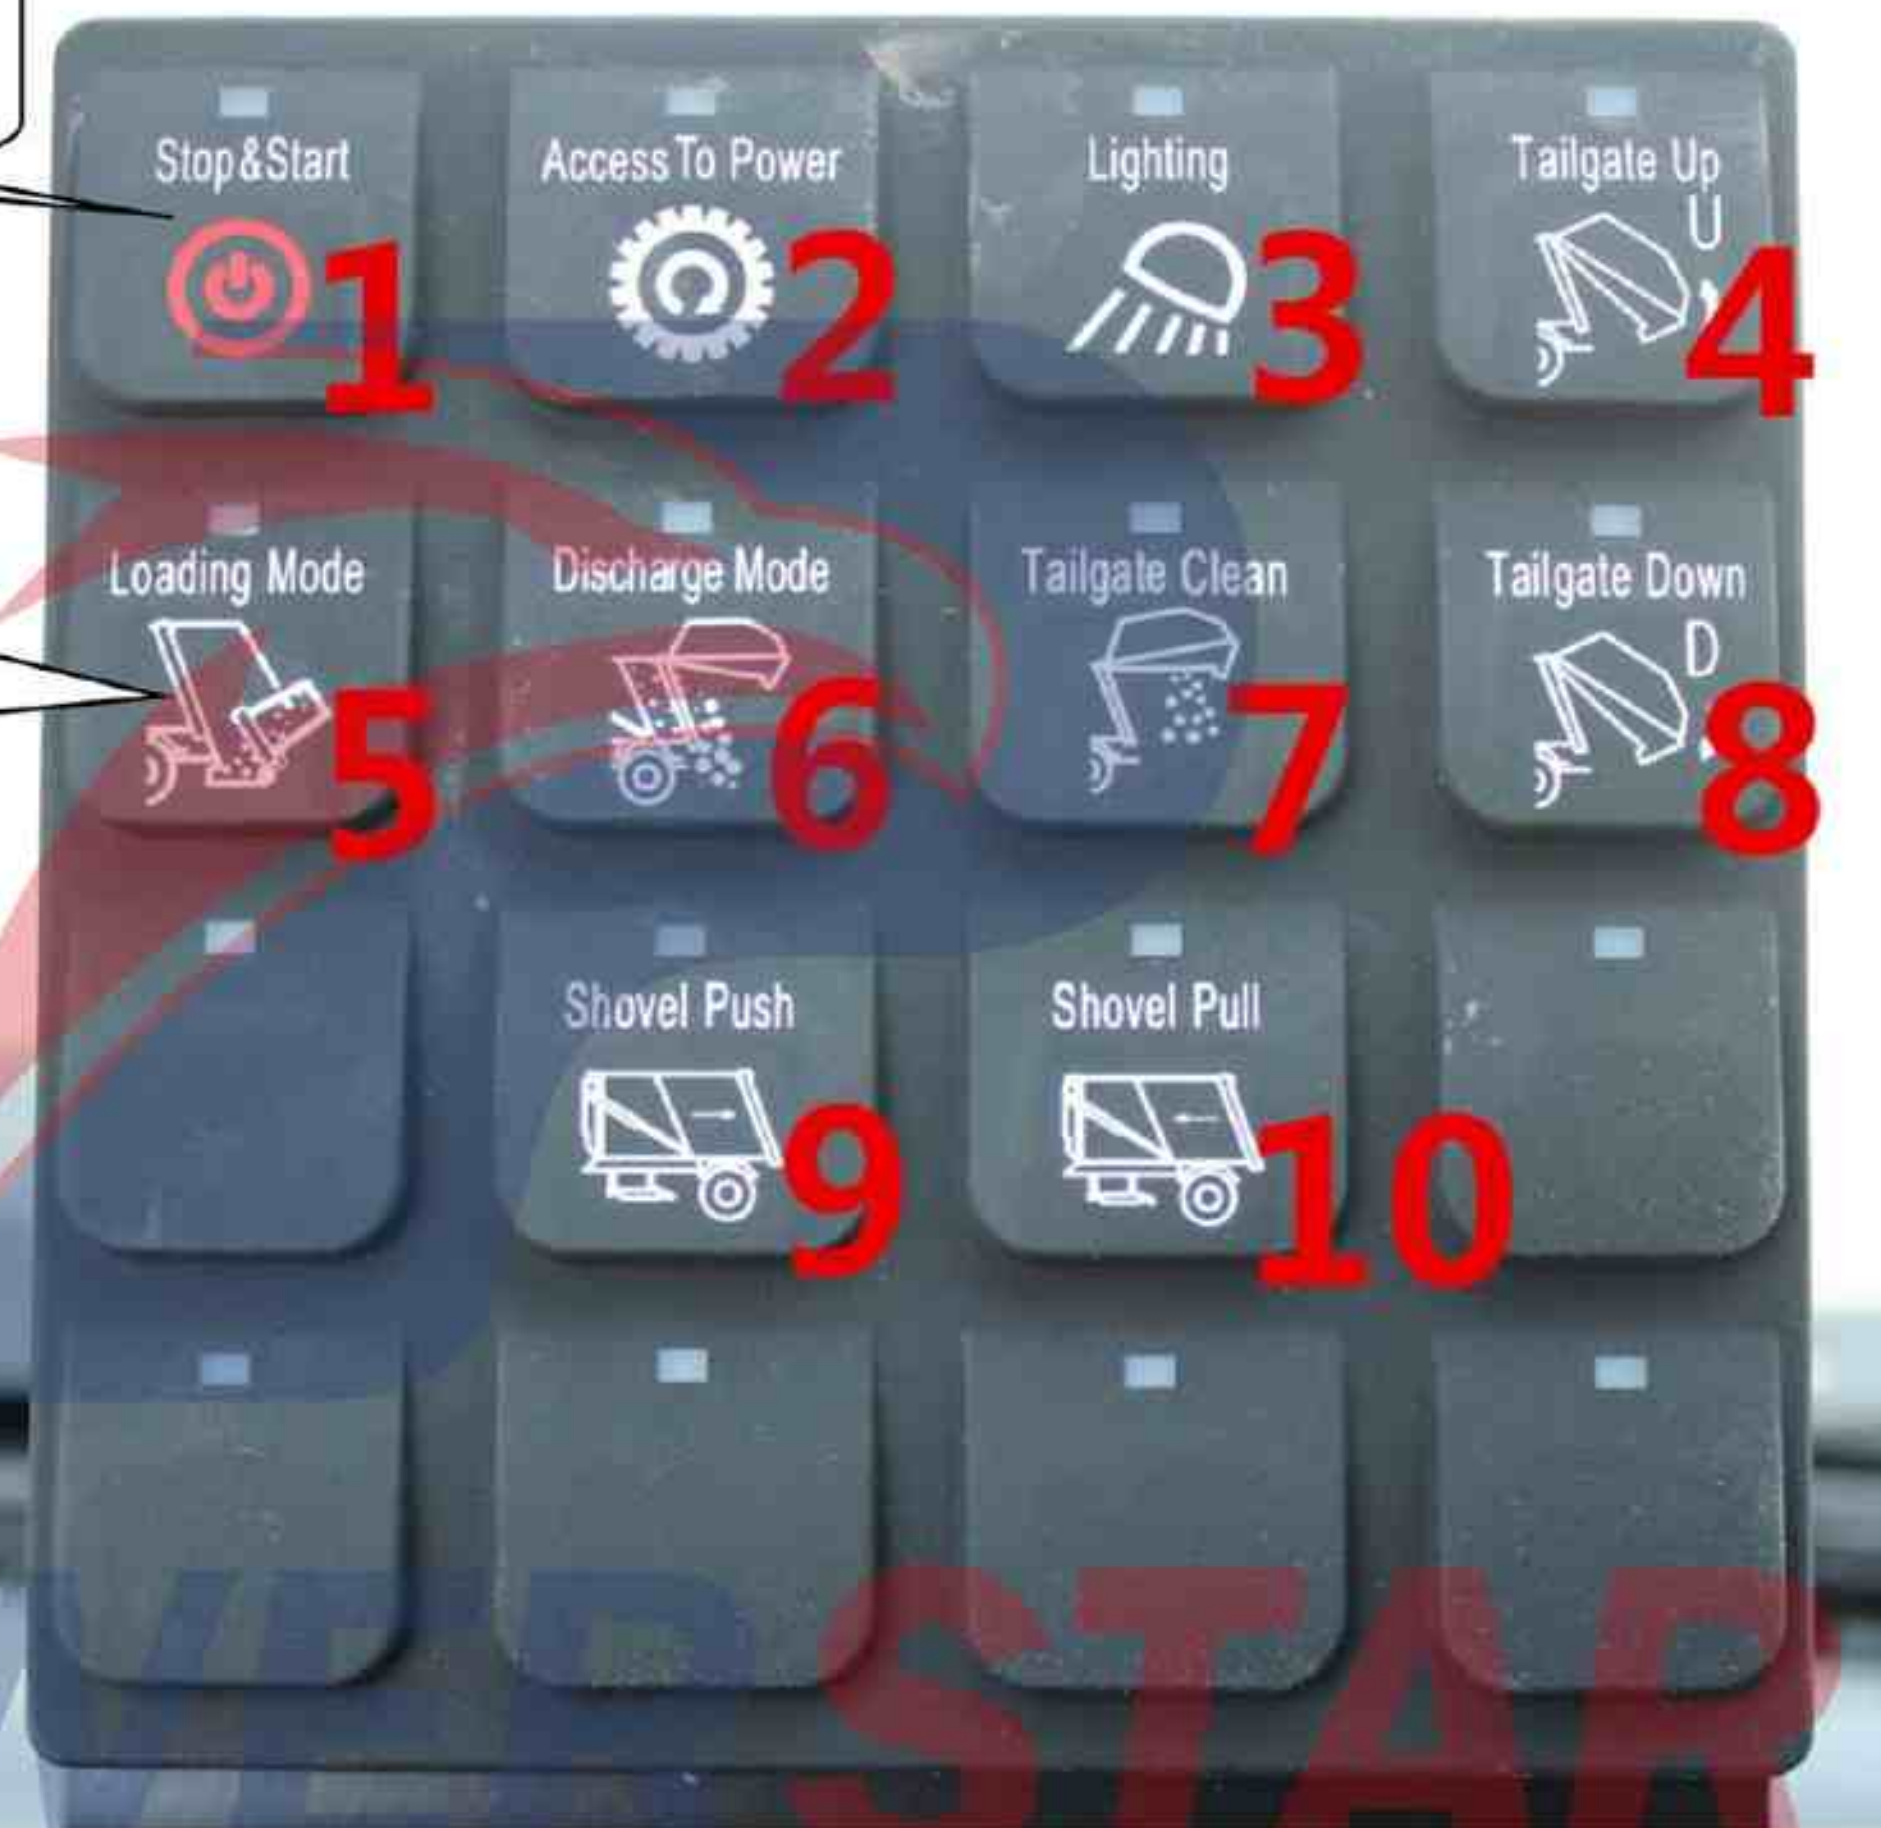 Stop&Start
Access To Power
Lighting
Tailgate Up
U
1
2
3
4
Loading Mode
Discharge Mode
Tailgate Clean
Tailgate Down
D
5
6
7
8
Shovel Push
Shovel Pull
9
10
STAR